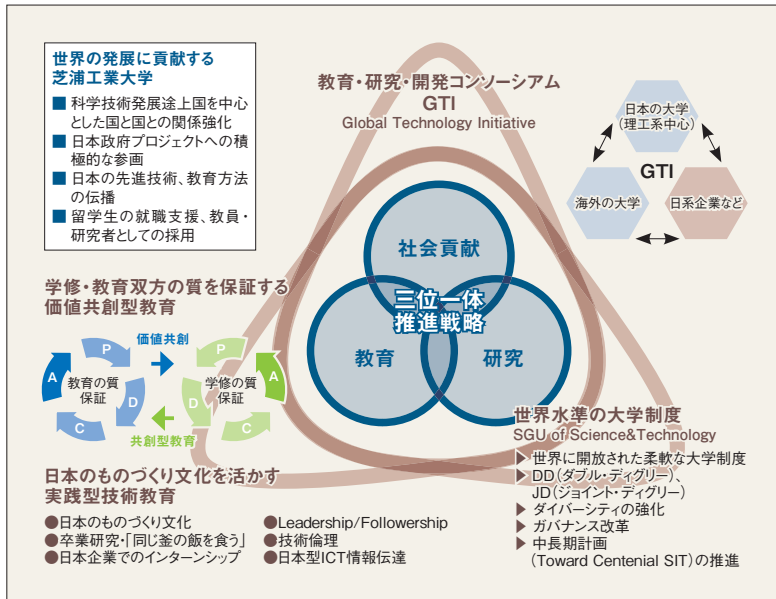 世界の発展に貢献する
芝浦工業大学
■ 科学技術発展途上国を中心
とした国と国との関係強化
■ 日本政府プロジェクトへの積
極的な参画
■ 日本の先進技術、教育方法
の伝播
■ 留学生の就職支援、教員・
研究者としての採用
教育・研究・開発コンソーシアム
GTI
Global Technology Initiative
日本の大学
(理工系中心)
GTI
海外の大学
日系企業など
社会貢献
三位一体
推進戦略
教育
研究
学修・教育双方の質を保証する
価値共創型教育
価値共創
P
D
C
A
教育の質
保証
P
D
C
A
学修の質
保証
共創型教育
世界水準の大学制度
SGU of Science&Technology
▶ 世界に開放された柔軟な大学制度
▶ DD(ダブル・ディグリー)、
JD(ジョイント・ディグリー)
▶ ダイバーシティの強化
▶ ガバナンス改革
▶ 中長期計画
(Toward Centenial SIT)の推進
日本のものづくり文化を活かす
実践型技術教育
●日本のものづくり文化
●卒業研究・「同じ釜の飯を食う」
●日本企業でのインターンシップ
●Leadership/Followership
●技術倫理
●日本型ICT情報伝達